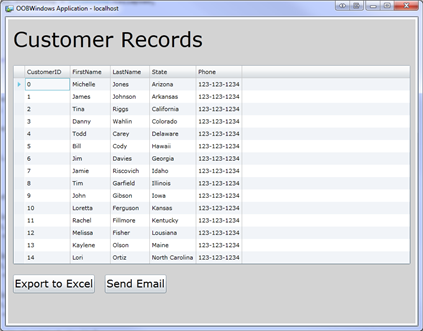 OOBWindows Application - localhost
Customer Records
CustomerID FirstName LastName State Phone
0 Michelle Jones Arizona 123-123-1234
1 James Johnson Arkansas 123-123-1234
2 Tina Riggs California 123-123-1234
3 Danny Wahlin Colorado 123-123-1234
4 Todd Carey Delaware 123-123-1234
5 Bill Cody Hawaii 123-123-1234
6 Jim Davies Georgia 123-123-1234
7 Jamie Riscovich Idaho 123-123-1234
8 Tim Garfield Illinois 123-123-1234
9 John Gibson Iowa 123-123-1234
10 Loretta Ferguson Kansas 123-123-1234
11 Rachel Fillmore Kentucky 123-123-1234
12 Melissa Fisher Lousiana 123-123-1234
13 Kaylene Olson Maine 123-123-1234
14 Lori Ortiz North Carolina 123-123-1234
Export to Excel Send Email